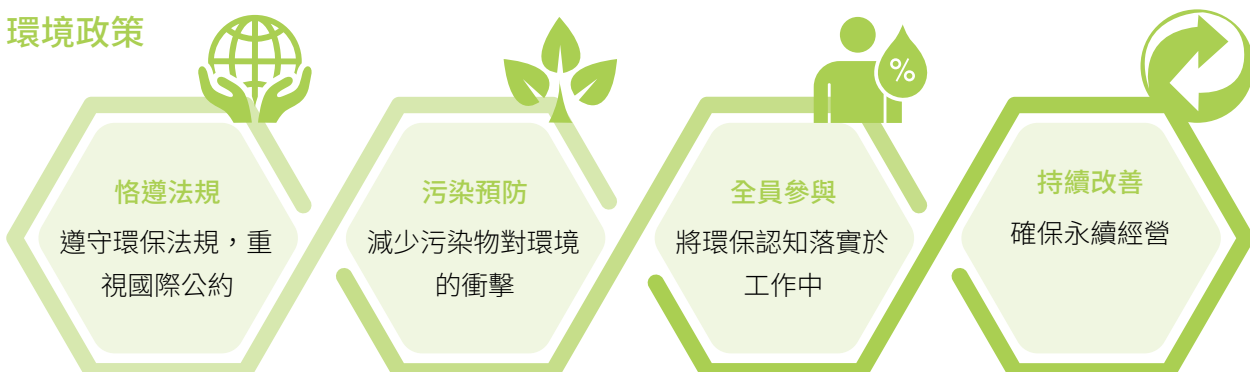 環境政策
%
恪遵法規
遵守環保法規，重
視國際公約
污染預防
減少污染物對環境
的衝擊
全員參與
將環保認知落實於
工作中
持續改善
確保永續經營